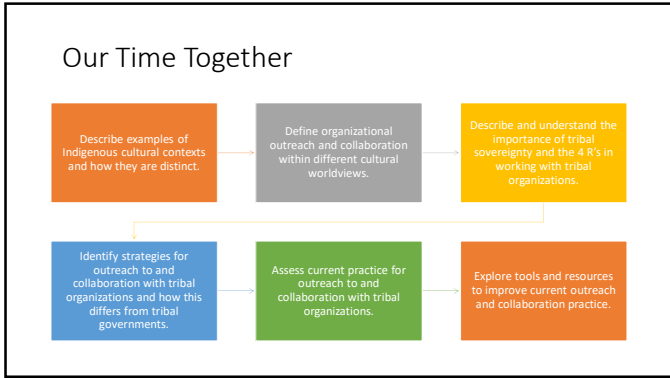 Our Time Together
Describe examples of
Indigenous cultural contexts
and how they are distinct.
Define organizational
outreach and collaboration
within different cultural
worldviews.
Describe and understand the
importance of tribal
sovereignty and the 4 R's in
working with tribal
organizations.
Identify strategies for
outreach to and
collaboration with tribal
organizations and how this
differs from tribal
governments.
Assess current practice for
outreach to and
collaboration with tribal
organizations.
Explore tools and resources
to improve current outreach
and collaboration practice.